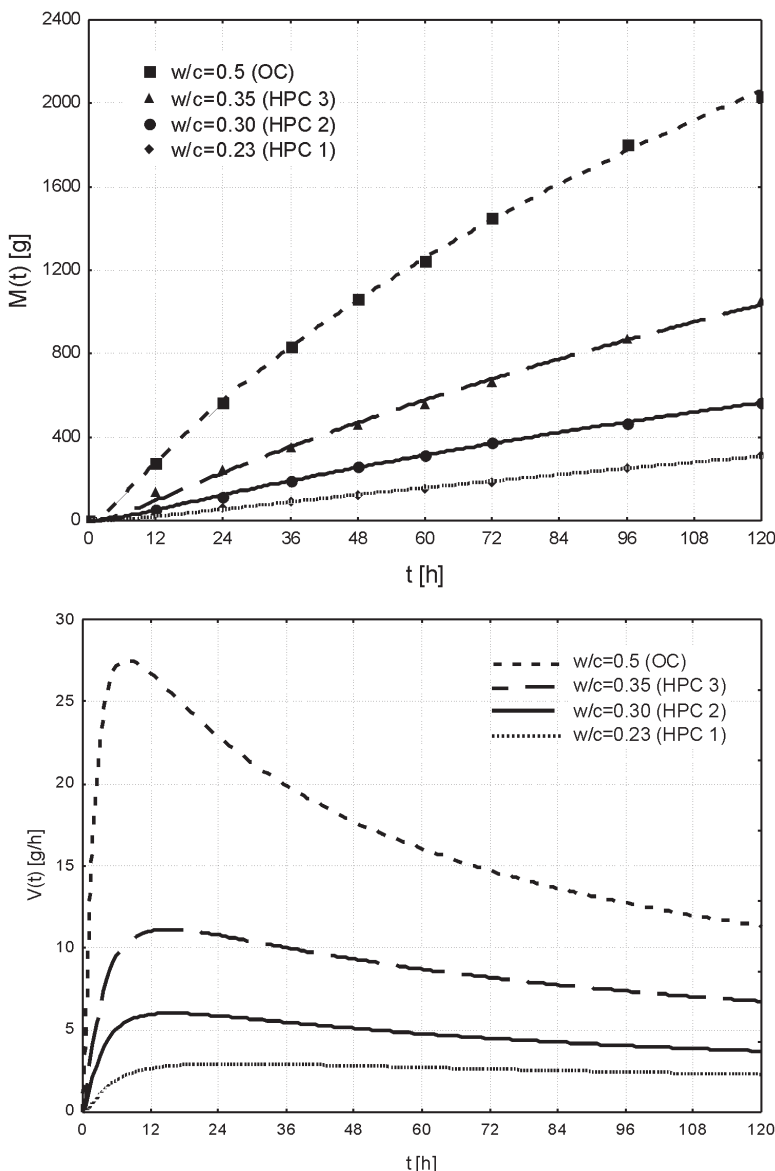 2400
2000
1600
1200
800
400
0
M(t) [g]
w/c=0.5 (OC)
w/c=0.35 (HPC 3)
w/c=0.30 (HPC 2)
w/c=0.23 (HPC 1)
0 12 24 36 48 60 72 84 96 108 120
t [h]
30
25
20
15
10
5
0
V(t) [g/h]
w/c=0.5 (OC)
w/c=0.35 (HPC 3)
w/c=0.30 (HPC 2)
w/c=0.23 (HPC 1)
0 12 24 36 48 60 72 84 96 108 120
t [h]